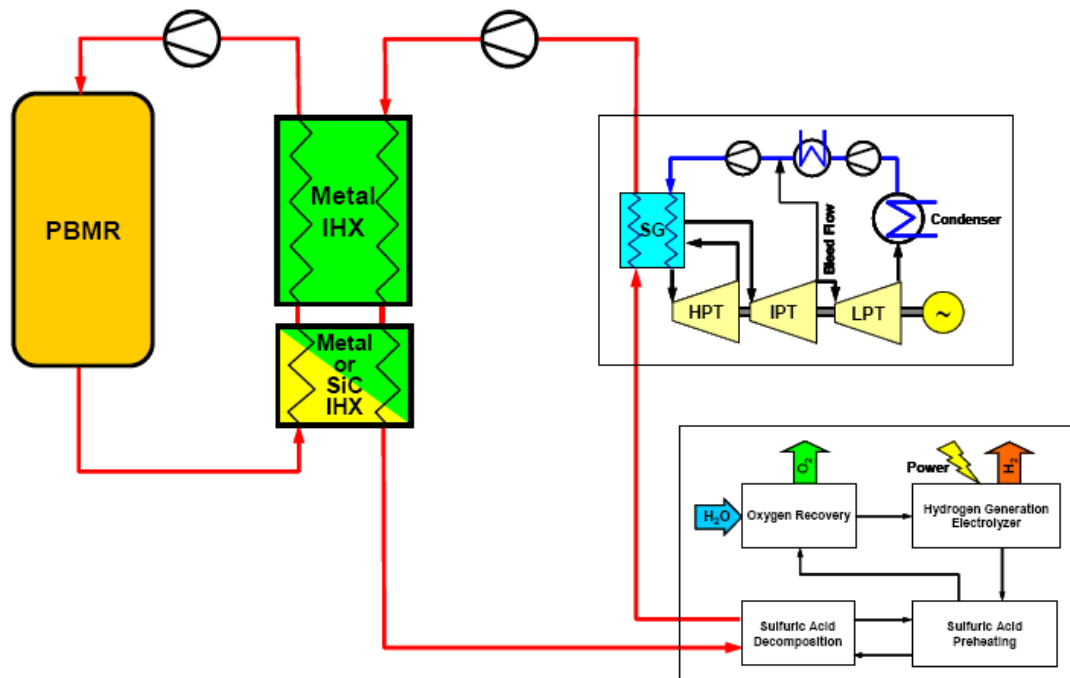 PBMR
Metal
IHX
Metal
or
SiC
IHX
SG
Bleed Flow
Condenser
HPT
IPT
LPT
~
O₂
Power
H₂
H₂O
Oxygen Recovery
Hydrogen Generation
Electrolyzer
Sulfuric Acid
Decomposition
Sulfuric Acid
Preheating